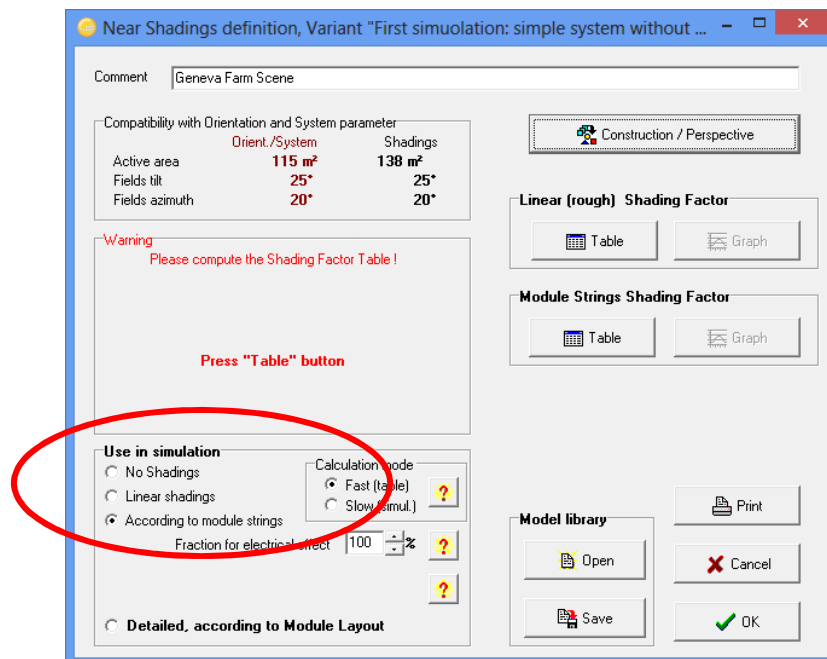 Near Shadings definition, Variant "First simuolation: simple system without ...
Comment Geneva Farm Scene
Compatibility with Orientation and System parameter
Orient./System Shadings
Active area 115 m² 138 m²
Fields tilt 25° 25°
Fields azimuth 20° 20°
Construction / Perspective
Linear (rough) Shading Factor
Table Graph
Warning
Please compute the Shading Factor Table !
Press "Table" button
Module Strings Shading Factor
Table Graph
Use in simulation
No Shadings
Linear shadings
According to module strings
Calculation mode
Fast (table)
Slow (simul.)
?
Fraction for electrical effect 100 %
?
?
Detailed, according to Module Layout
Model library
Open
Save
Print
Cancel
OK